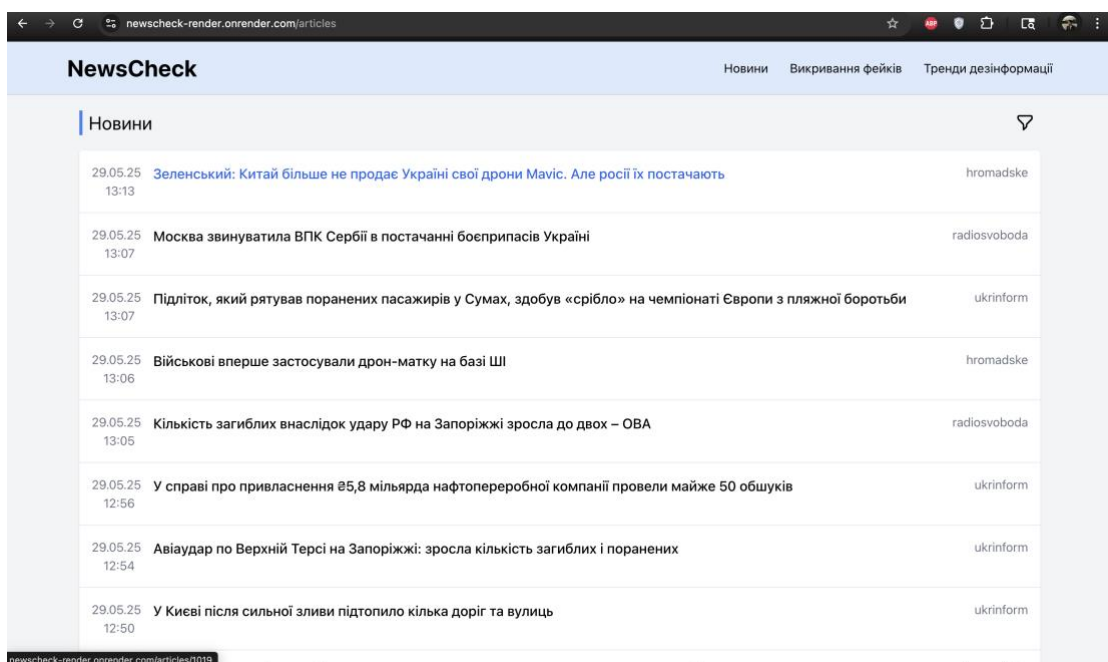 newscheck-render.onrender.com/articles
ABP
NewsCheck
Новини
Викривання фейків
Тренди дезінформації
Новини
29.05.25 Зеленський: Китай більше не продає Україні свої дрони Mavic. Але росії їх постачають hromadske
13:13
29.05.25 Москва звинуватила ВПК Сербії в постачанні боєприпасів Україні radiosvoboda
13:07
29.05.25 Підліток, який рятував поранених пасажирів у Сумах, здобув «срібло» на чемпіонаті Європи з пляжної боротьби ukrinform
13:07
29.05.25 Військові вперше застосували дрон-матку на базі ШІ hromadske
13:06
29.05.25 Кількість загиблих внаслідок удару РФ на Запоріжжі зросла до двох – ОВА radiosvoboda
13:05
29.05.25 У справі про привласнення ₴5,8 мільярда нафтопереробної компанії провели майже 50 обшуків ukrinform
12:56
29.05.25 Авіаудар по Верхній Терсі на Запоріжжі: зросла кількість загиблих і поранених ukrinform
12:54
29.05.25 У Києві після сильної зливи підтопило кілька доріг та вулиць ukrinform
12:50
newscheck-render.onrender.com/articles/1019